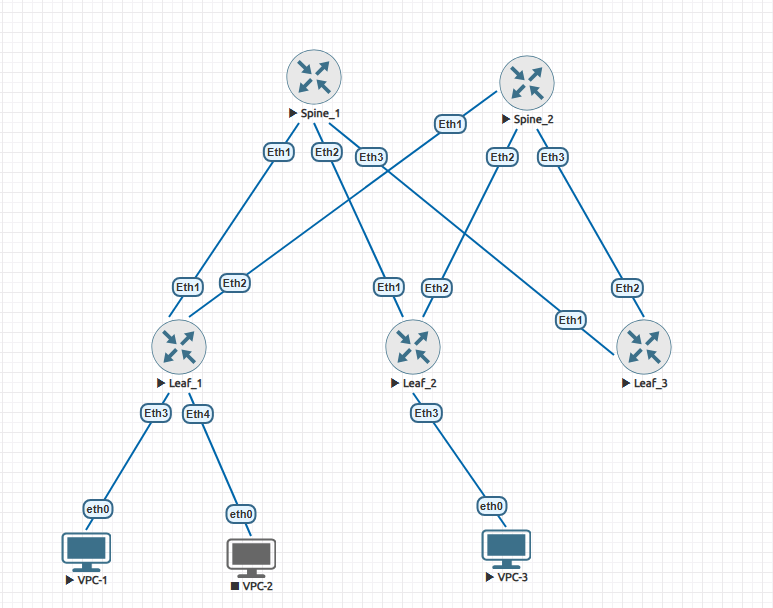 Spine_1
Spine_2
Eth1
Eth1
Eth2
Eth3
Eth2
Eth3
Eth1
Eth2
Eth1
Eth2
Eth2
Eth1
Leaf_1
Leaf_2
Leaf_3
Eth3
Eth4
Eth3
eth0
eth0
eth0
VPC-1
VPC-2
VPC-3